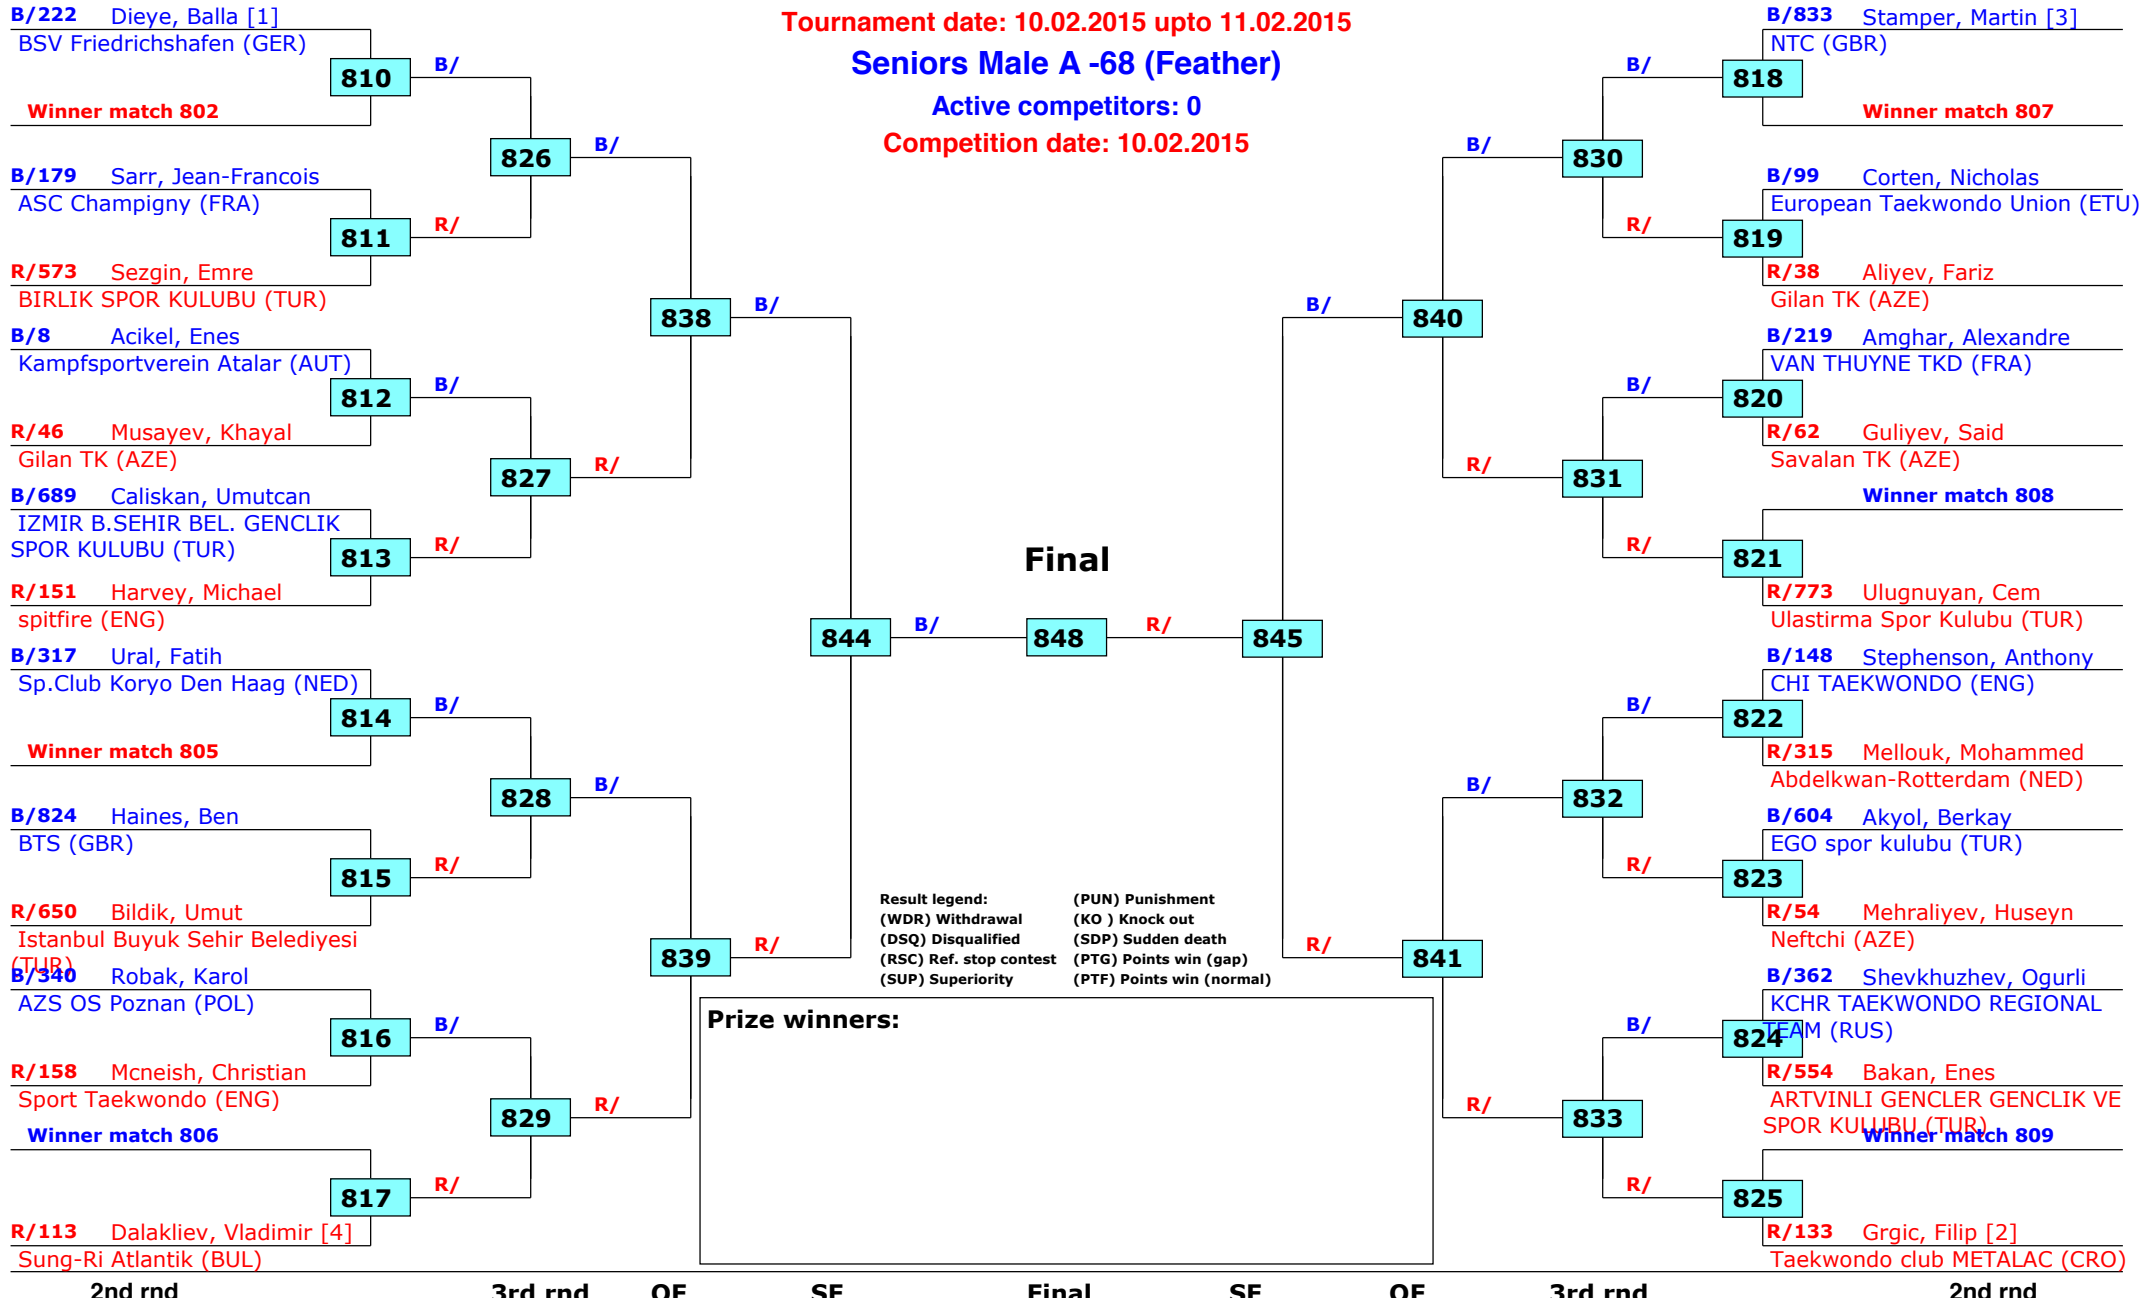 Tournament date: 10.02.2015 upto 11.02.2015
Seniors Male A -68 (Feather)
Active competitors: 0
Competition date: 10.02.2015
B/222 Dieye, Balla [1]
BSV Friedrichshafen (GER)
810
B/
Winner match 802
826
B/
B/179 Sarr, Jean-Francois
ASC Champigny (FRA)
811
R/
R/573 Sezgin, Emre
BIRLIK SPOR KULUBU (TUR)
838
B/
B/8 Acikel, Enes
Kampfsportverein Atalar (AUT)
812
B/
R/46 Musayev, Khayal
Gilan TK (AZE)
827
R/
B/689 Caliskan, Umutcan
IZMIR B.SEHIR BEL. GENCLIK
SPOR KULUBU (TUR)
813
R/
R/151 Harvey, Michael
spitfire (ENG)
844
B/
B/317 Ural, Fatih
Sp.Club Koryo Den Haag (NED)
814
B/
Winner match 805
828
B/
B/824 Haines, Ben
BTS (GBR)
815
R/
R/650 Bildik, Umut
Istanbul Buyuk Sehir Belediyesi
(TUR)
839
R/
B/340 Robak, Karol
AZS OS Poznan (POL)
816
B/
R/158 Mcneish, Christian
Sport Taekwondo (ENG)
829
R/
Winner match 806
817
R/
R/113 Dalakliev, Vladimir [4]
Sung-Ri Atlantik (BUL)
Final
848
R/
845
B/833 Stamper, Martin [3]
NTC (GBR)
B/
818
Winner match 807
B/
830
B/99 Corten, Nicholas
European Taekwondo Union (ETU)
R/
819
R/38 Aliyev, Fariz
Gilan TK (AZE)
B/
840
B/219 Amghar, Alexandre
VAN THUYNE TKD (FRA)
B/
820
R/62 Guliyev, Said
Savalan TK (AZE)
R/
831
Winner match 808
R/
821
R/773 Ulugnuyan, Cem
Ulastirma Spor Kulubu (TUR)
B/148 Stephenson, Anthony
CHI TAEKWONDO (ENG)
B/
822
R/315 Mellouk, Mohammed
Abdelkwan-Rotterdam (NED)
B/
832
B/604 Akyol, Berkay
EGO spor kulubu (TUR)
R/
823
R/54 Mehraliyev, Huseyn
Neftchi (AZE)
R/
841
B/362 Shevkhuzhev, Ogurli
KCHR TAEKWONDO REGIONAL
TEAM (RUS)
B/
824
R/554 Bakan, Enes
ARTVINLI GENCLER GENCLIK VE
SPOR KULUBU (TUR)
R/
833
Winner match 809
R/
825
R/133 Grgic, Filip [2]
Taekwondo club METALAC (CRO)
Result legend: (PUN) Punishment
(WDR) Withdrawal (KO ) Knock out
(DSQ) Disqualified (SDP) Sudden death
(RSC) Ref. stop contest (PTG) Points win (gap)
(SUP) Superiority (PTF) Points win (normal)
Prize winners:
2nd rnd 3rd rnd QF SF Final SF QF 3rd rnd 2nd rnd